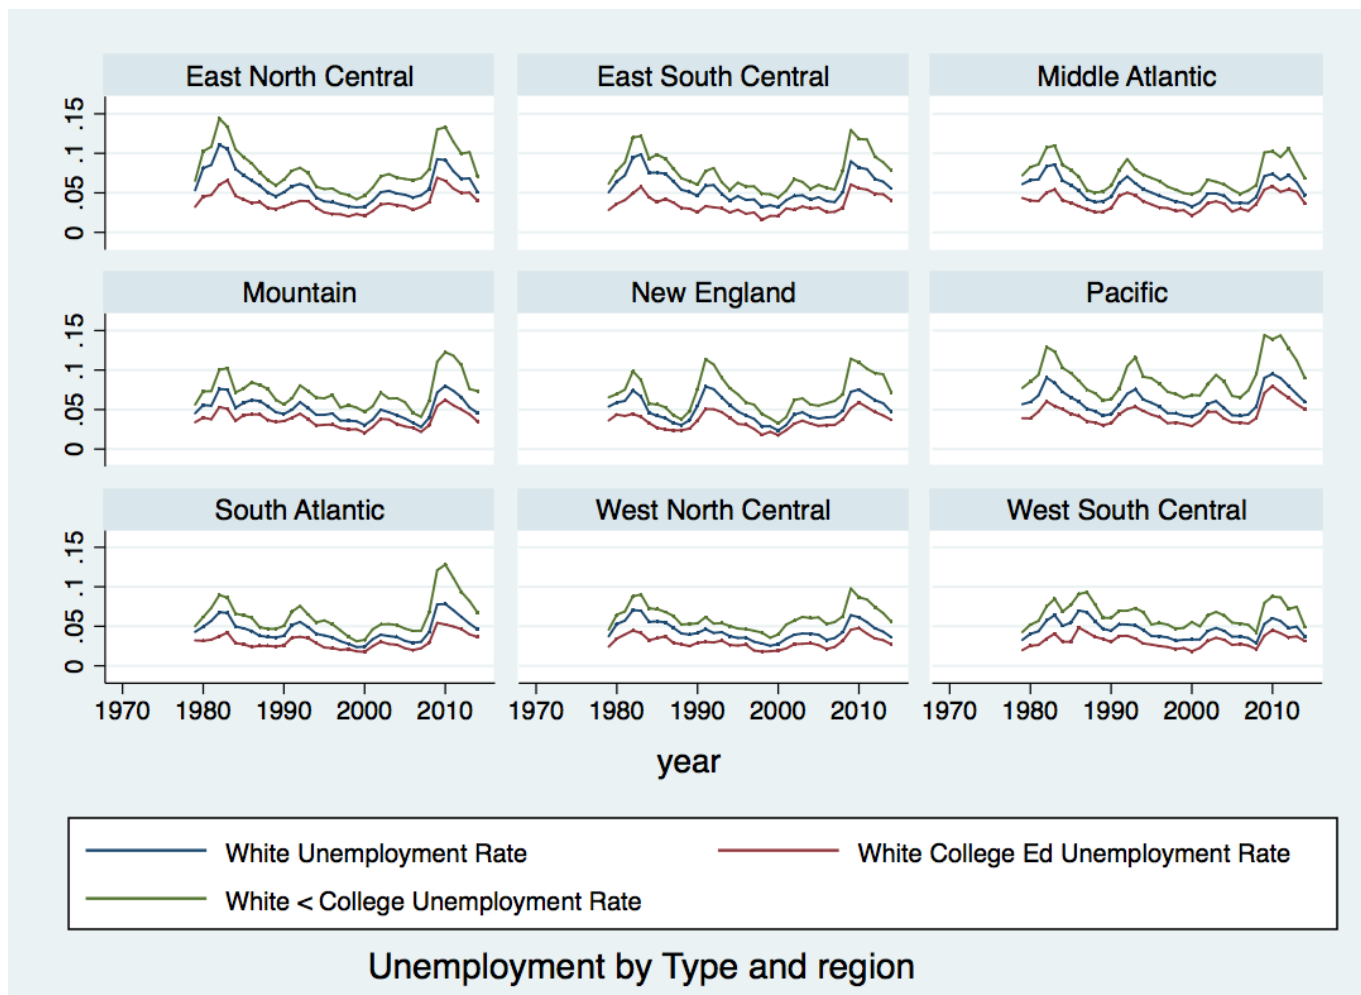 East North Central
East South Central
Middle Atlantic
0 .05 .1 .15
Mountain
New England
Pacific
0 .05 .1 .15
South Atlantic
West North Central
West South Central
0 .05 .1 .15
1970 1980 1990 2000 2010
1970 1980 1990 2000 2010
1970 1980 1990 2000 2010
year
White Unemployment Rate
White College Ed Unemployment Rate
White < College Unemployment Rate
Unemployment by Type and region